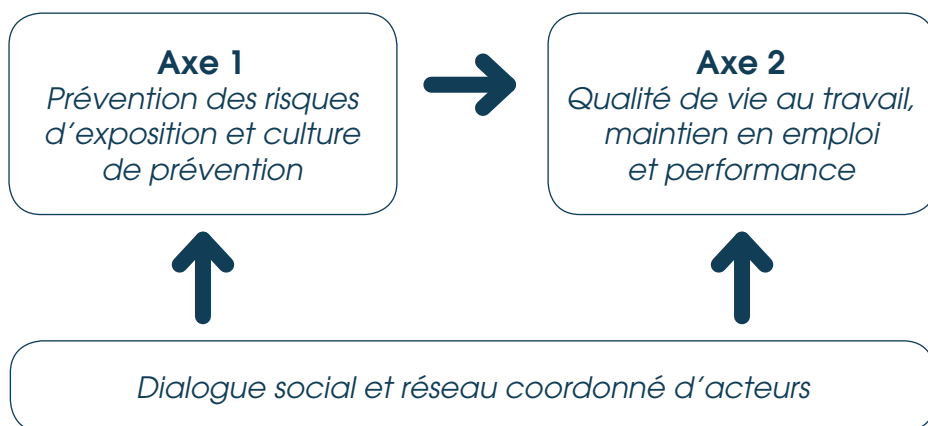 Axe 1
Prévention des risques
d’exposition et culture
de prévention
Axe 2
Qualité de vie au travail,
maintien en emploi
et performance
Dialogue social et réseau coordonné d’acteurs